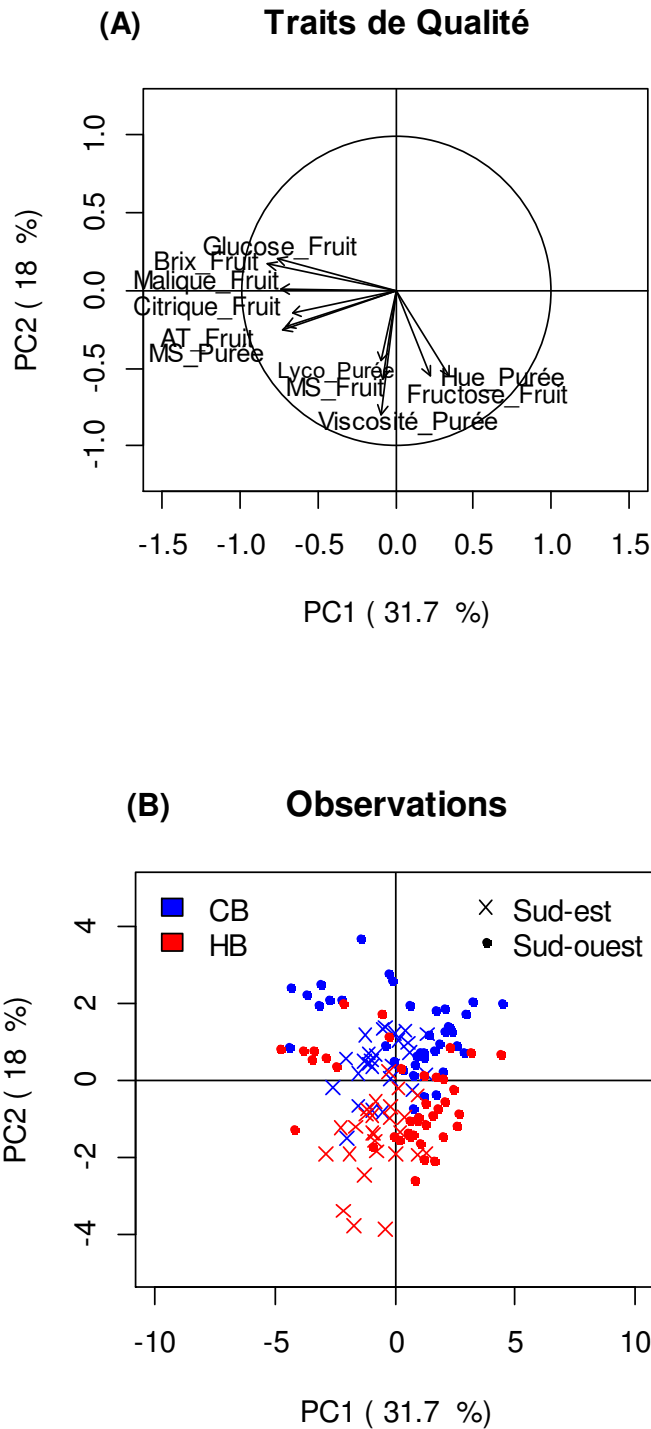 (A) Traits de Qualité
1.0
0.5
0.0
-0.5
-1.0
PC2 ( 18 %)
Glucose_Fruit
Brix_Fruit
Malique_Fruit
Citrique_Fruit
AT_Fruit
MS_Purée
Lyco_Purée
MS_Fruit
Hue_Purée
Fructose_Fruit
Viscosité_Purée
-1.5 -1.0 -0.5 0.0 0.5 1.0 1.5
PC1 ( 31.7 %)
(B) Observations
CB Sud-est
HB Sud-ouest
4
2
0
-2
-4
PC2 ( 18 %)
-10 -5 0 5 10
PC1 ( 31.7 %)